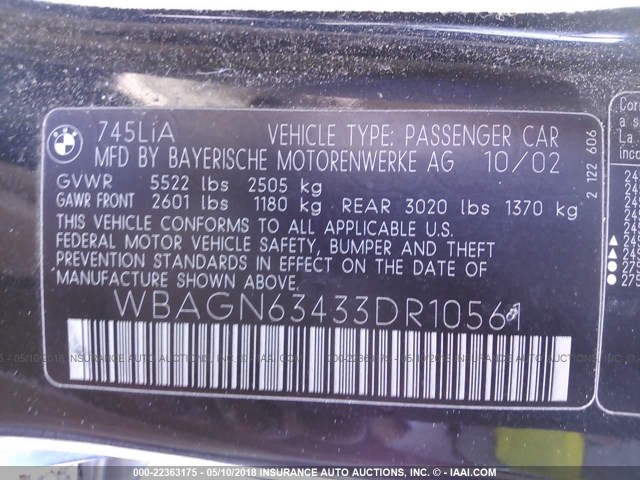 BMW
745LiA VEHICLE TYPE: PASSENGER CAR
MFD BY BAYERISCHE MOTORENWERKE AG 10/02
GVWR 5522 lbs 2505 kg
GAWR FRONT 2601 lbs 1180 kg REAR 3020 lbs 1370 kg
THIS VEHICLE CONFORMS TO ALL APPLICABLE U.S.
FEDERAL MOTOR VEHICLE SAFETY, BUMPER AND THEFT
PREVENTION STANDARDS IN EFFECT ON THE DATE OF
MANUFACTURE SHOWN ABOVE.
WBAGN63433DR10561
2 122 606
000-22363175 - 05/10/2018 INSURANCE AUTO AUCTIONS, INC. - IAAI.COM